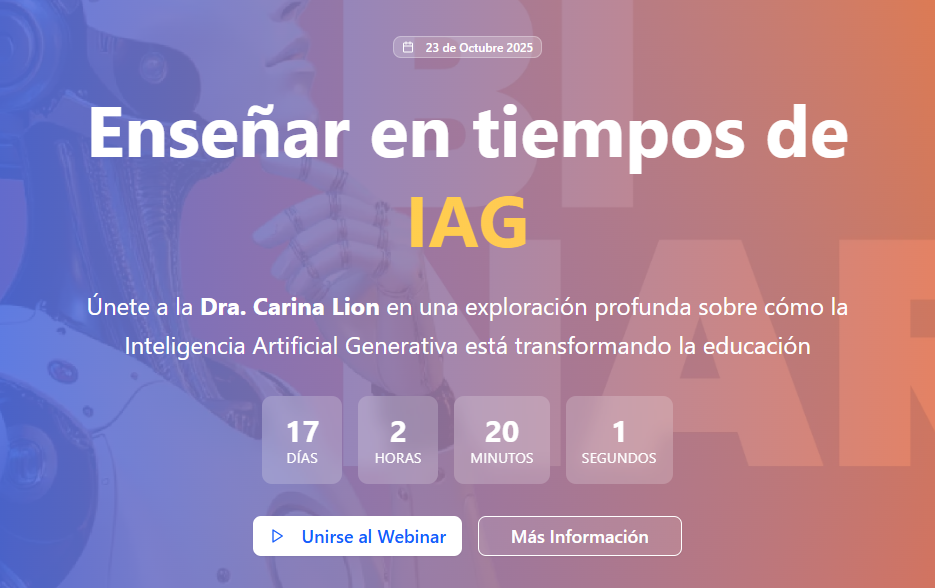 23 de Octubre 2025
BI
Enseñar en tiempos de
IAG
NAR
Únete a la Dra. Carina Lion en una exploración profunda sobre cómo la
Inteligencia Artificial Generativa está transformando la educación
17 2 20 1
DÍAS HORAS MINUTOS SEGUNDOS
Unirse al Webinar Más Información